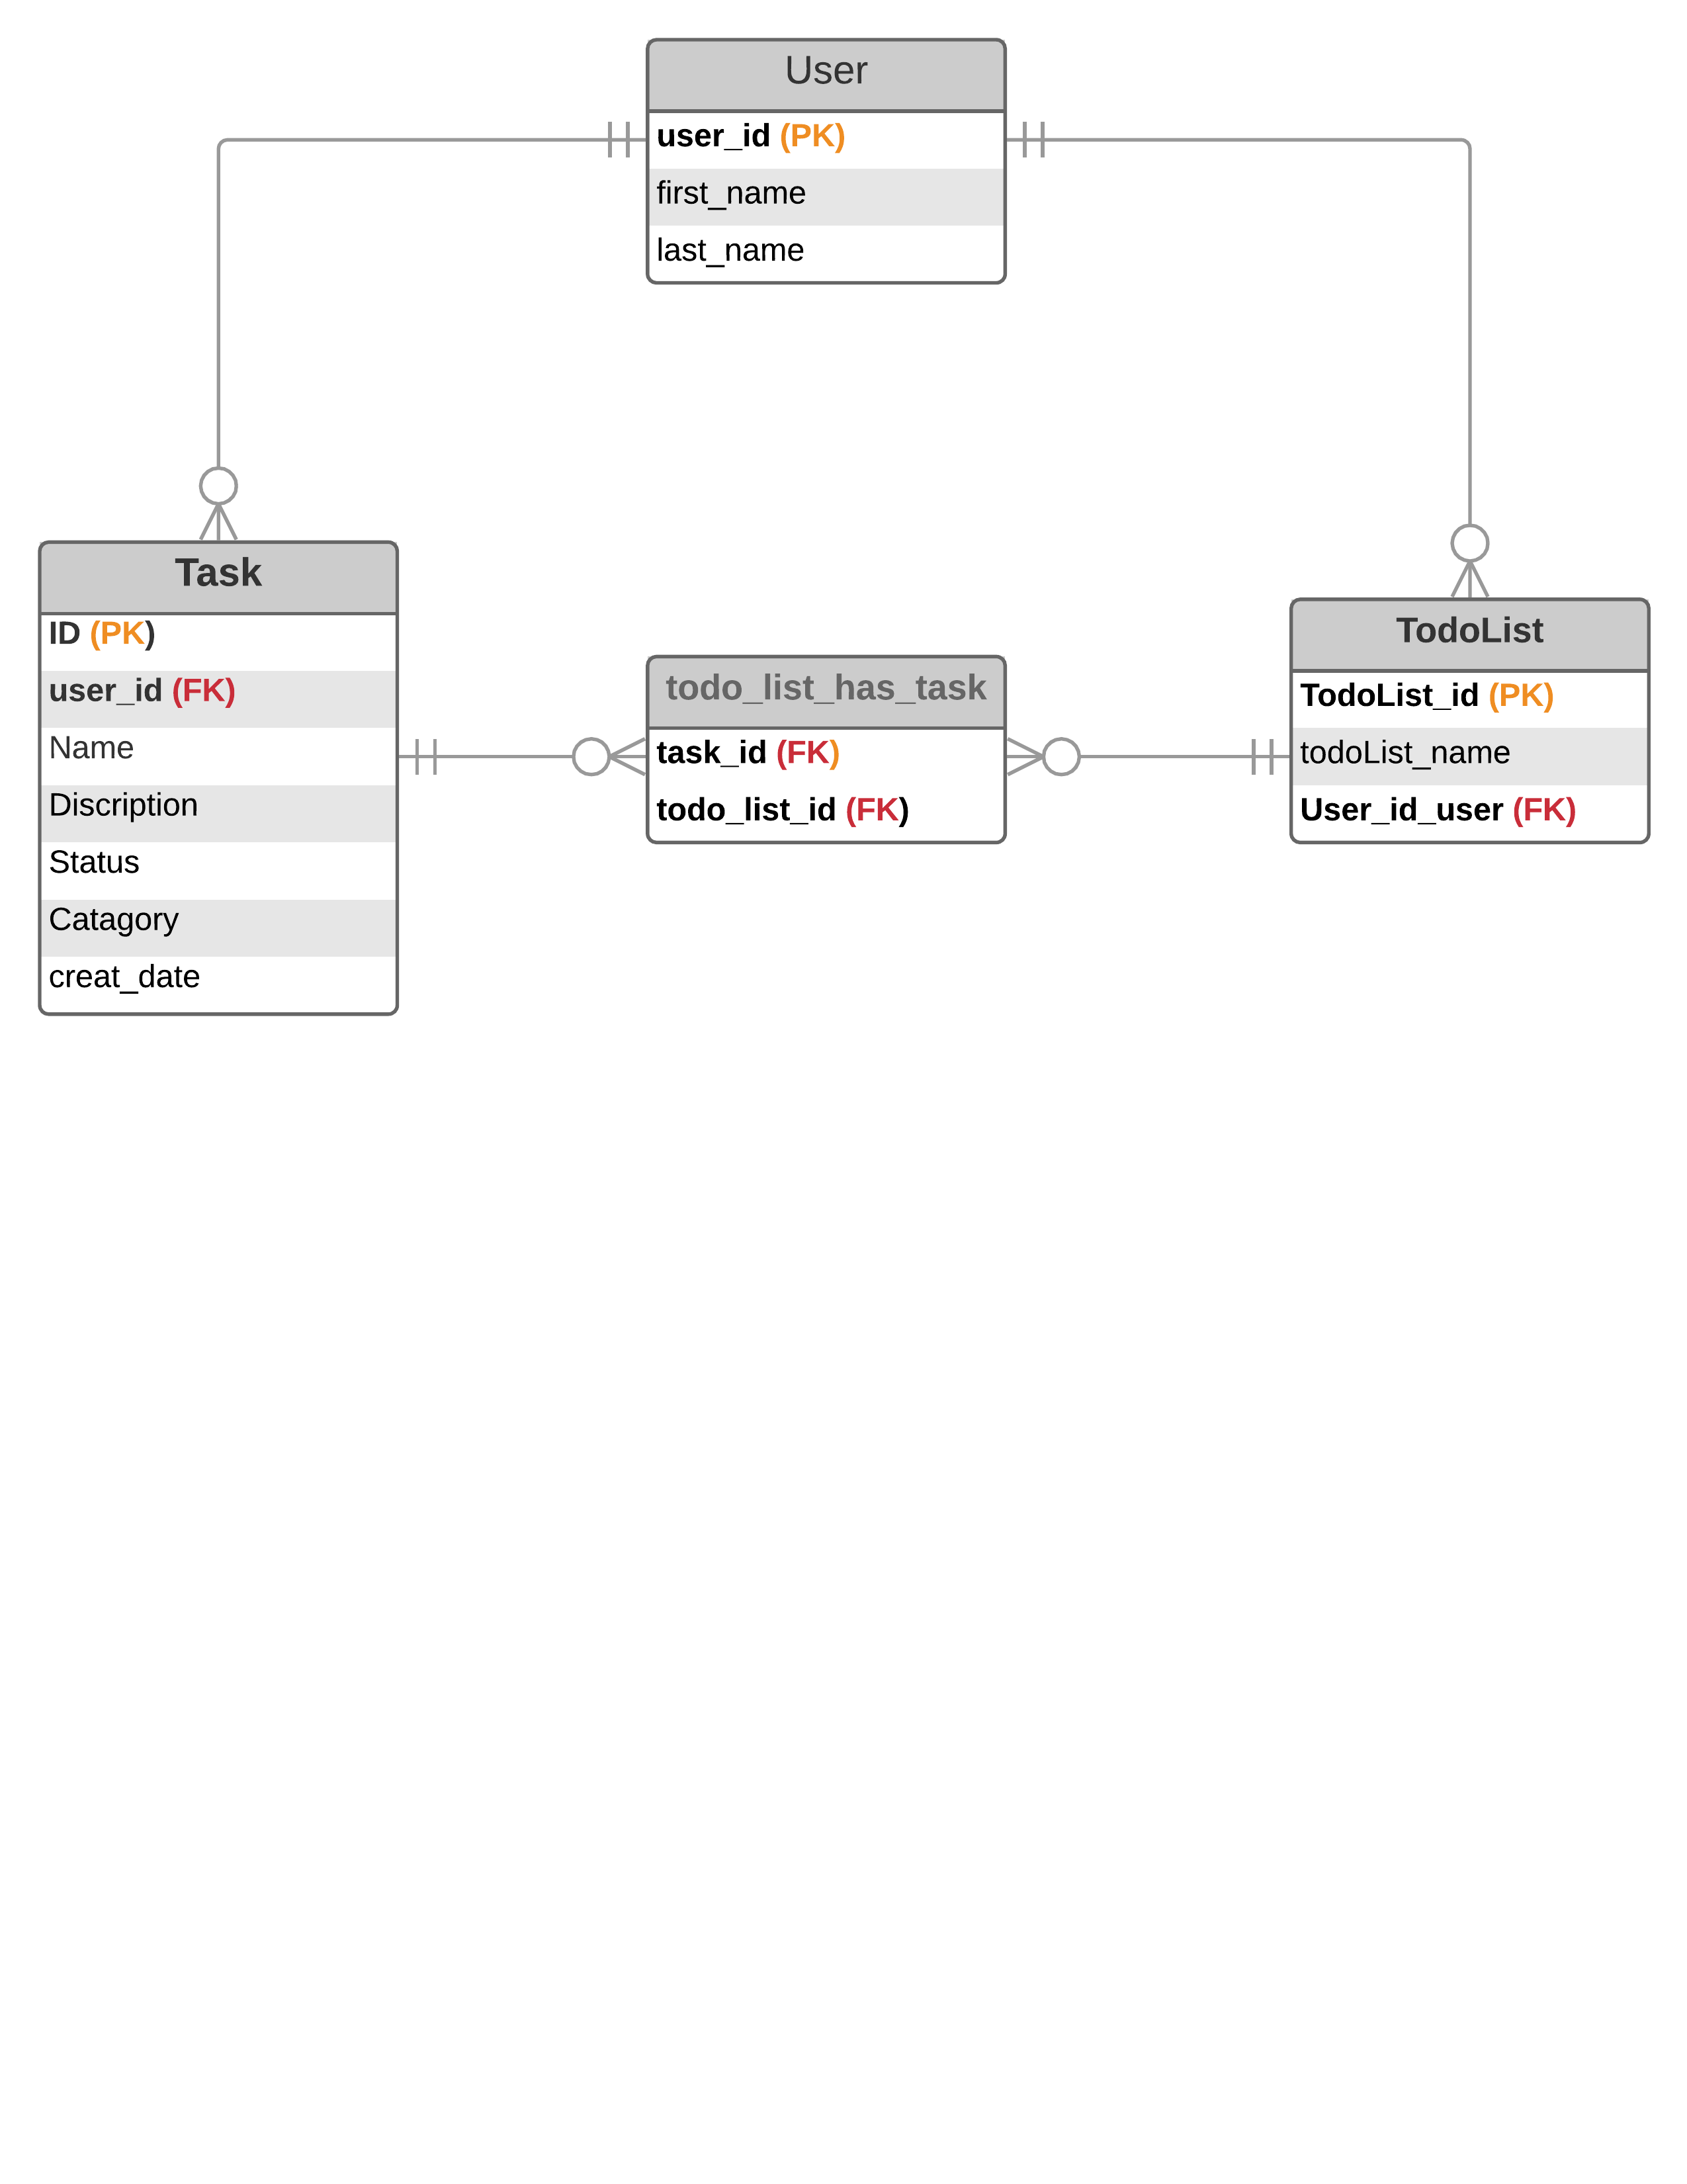 User
user_id (PK)
first_name
last_name
Task
ID (PK)
user_id (FK)
Name
Discription
Status
Catagory
creat_date
todo_list_has_task
task_id (FK)
todo_list_id (FK)
TodoList
TodoList_id (PK)
todoList_name
User_id_user (FK)